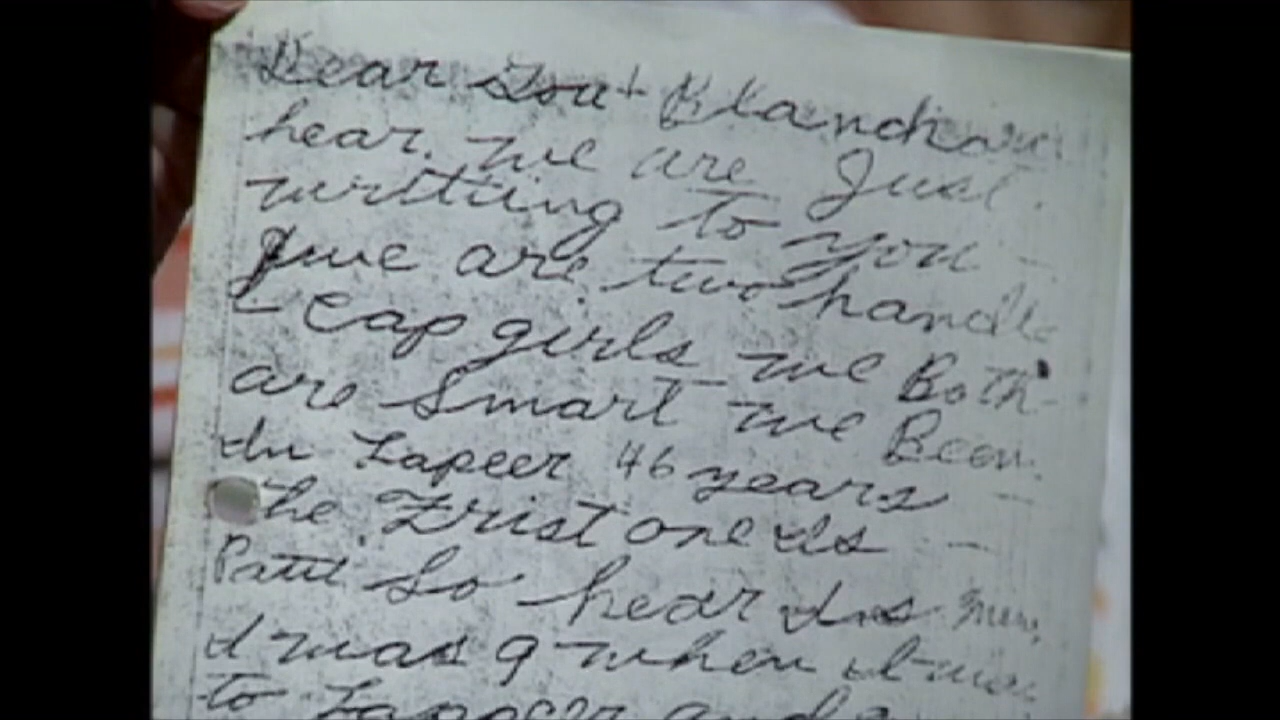 Dear Lou + Blanchar
hear. we are Just
writting to you
we are two handi
Cap girls we Both
are Smart we Been
In Lapeer 46 years
The Frist one is
Patti So hear Is
I was 9 when I
to Lapeer and